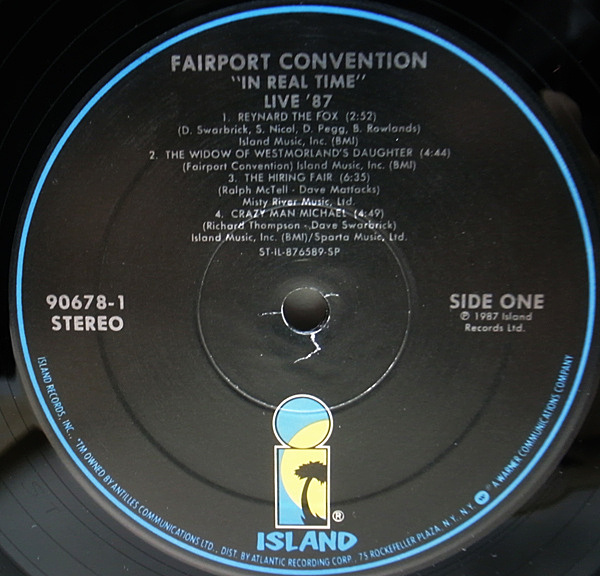 FAIRPORT CONVENTION
"IN REAL TIME"
LIVE '87
1. REYNARD THE FOX (2:52)
(D. Swarbrick, S. Nicol, D. Pegg, B. Rowlands)
Island Music, Inc. (BMI)
2. THE WIDOW OF WESTMORLAND'S DAUGHTER (4:44)
(Fairport Convention) Island Music, Inc. (BMI)
3. THE HIRING FAIR (6:35)
(Ralph McTell - Dave Mattacks)
Misty River Music, Ltd.
4. CRAZY MAN MICHAEL (4:49)
(Richard Thompson - Dave Swarbrick)
Island Music, Inc. (BMI)/Sparta Music, Ltd.
ST-IL-876589-SP
90678-1
STEREO
SIDE ONE
℗ 1987 Island
Records Ltd.
ISLAND ®
ISLAND RECORDS, INC., *TM OWNED BY ANTILLES COMMUNICATIONS LTD., DIST. BY ATLANTIC RECORDING CORP., 75 ROCKEFELLER PLAZA, N.Y., N.Y. A WARNER COMMUNICATIONS COMPANY